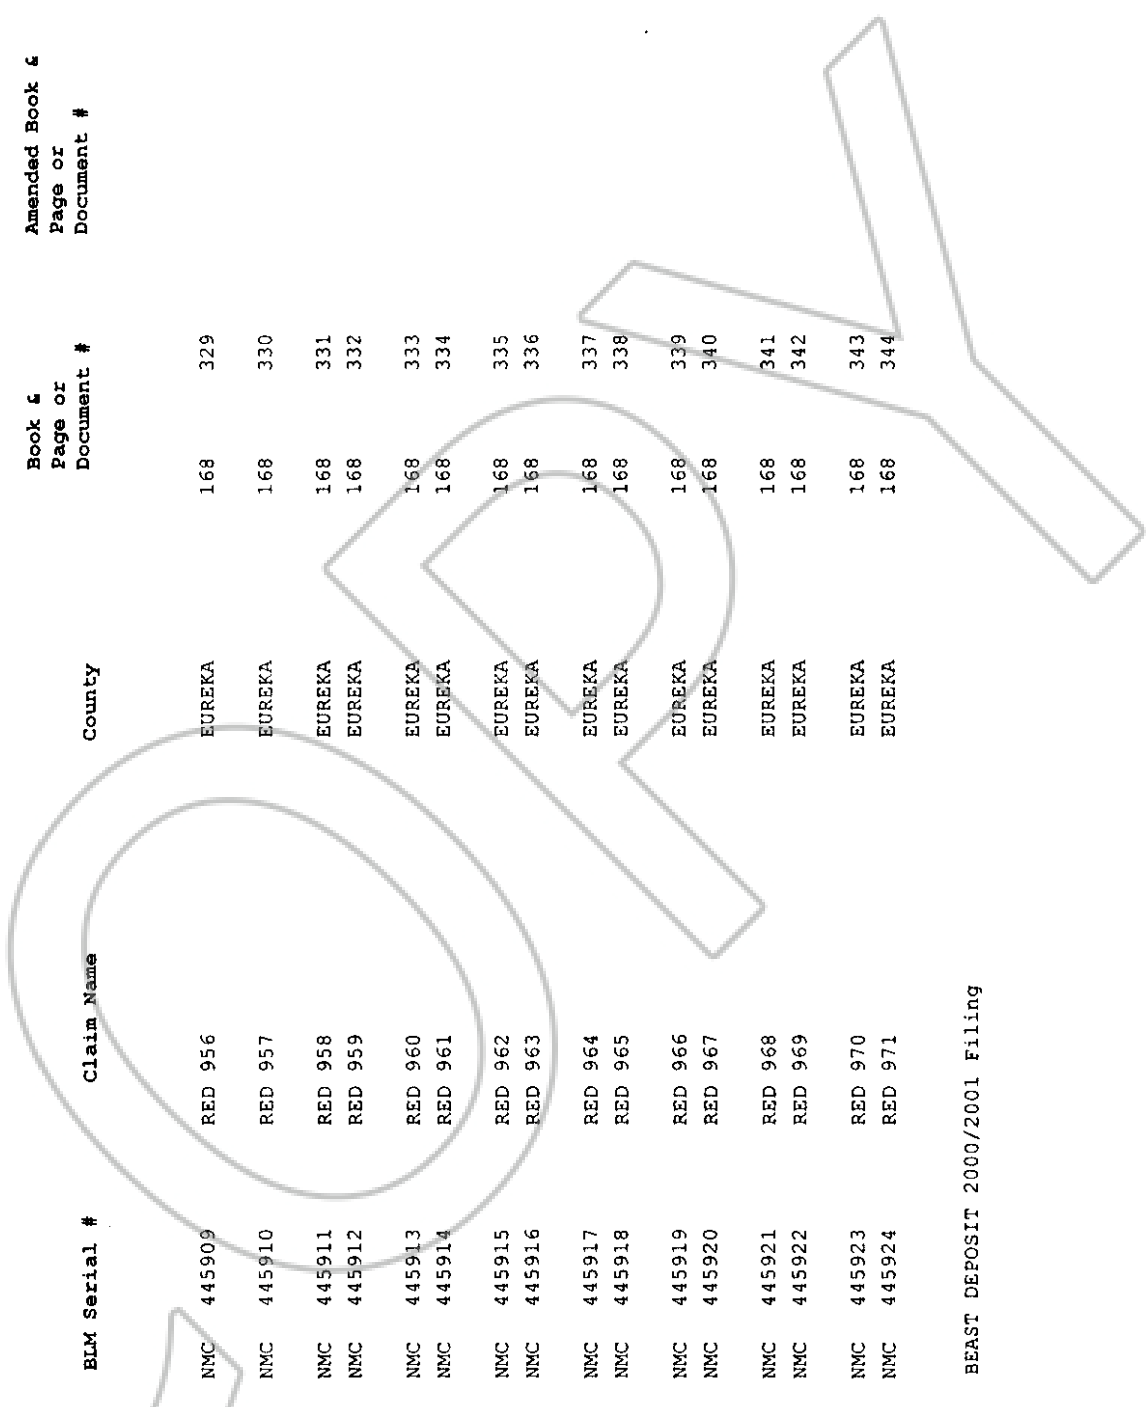 Book & Amended Book &
Page or Page or
BLM Serial # Claim Name County Document # Document #
NMC 445909 RED 956 EUREKA 168 329
NMC 445910 RED 957 EUREKA 168 330
NMC 445911 RED 958 EUREKA 168 331
NMC 445912 RED 959 EUREKA 168 332
NMC 445913 RED 960 EUREKA 168 333
NMC 445914 RED 961 EUREKA 168 334
NMC 445915 RED 962 EUREKA 168 335
NMC 445916 RED 963 EUREKA 168 336
NMC 445917 RED 964 EUREKA 168 337
NMC 445918 RED 965 EUREKA 168 338
NMC 445919 RED 966 EUREKA 168 339
NMC 445920 RED 967 EUREKA 168 340
NMC 445921 RED 968 EUREKA 168 341
NMC 445922 RED 969 EUREKA 168 342
NMC 445923 RED 970 EUREKA 168 343
NMC 445924 RED 971 EUREKA 168 344
BEAST DEPOSIT 2000/2001 Filing
COPY